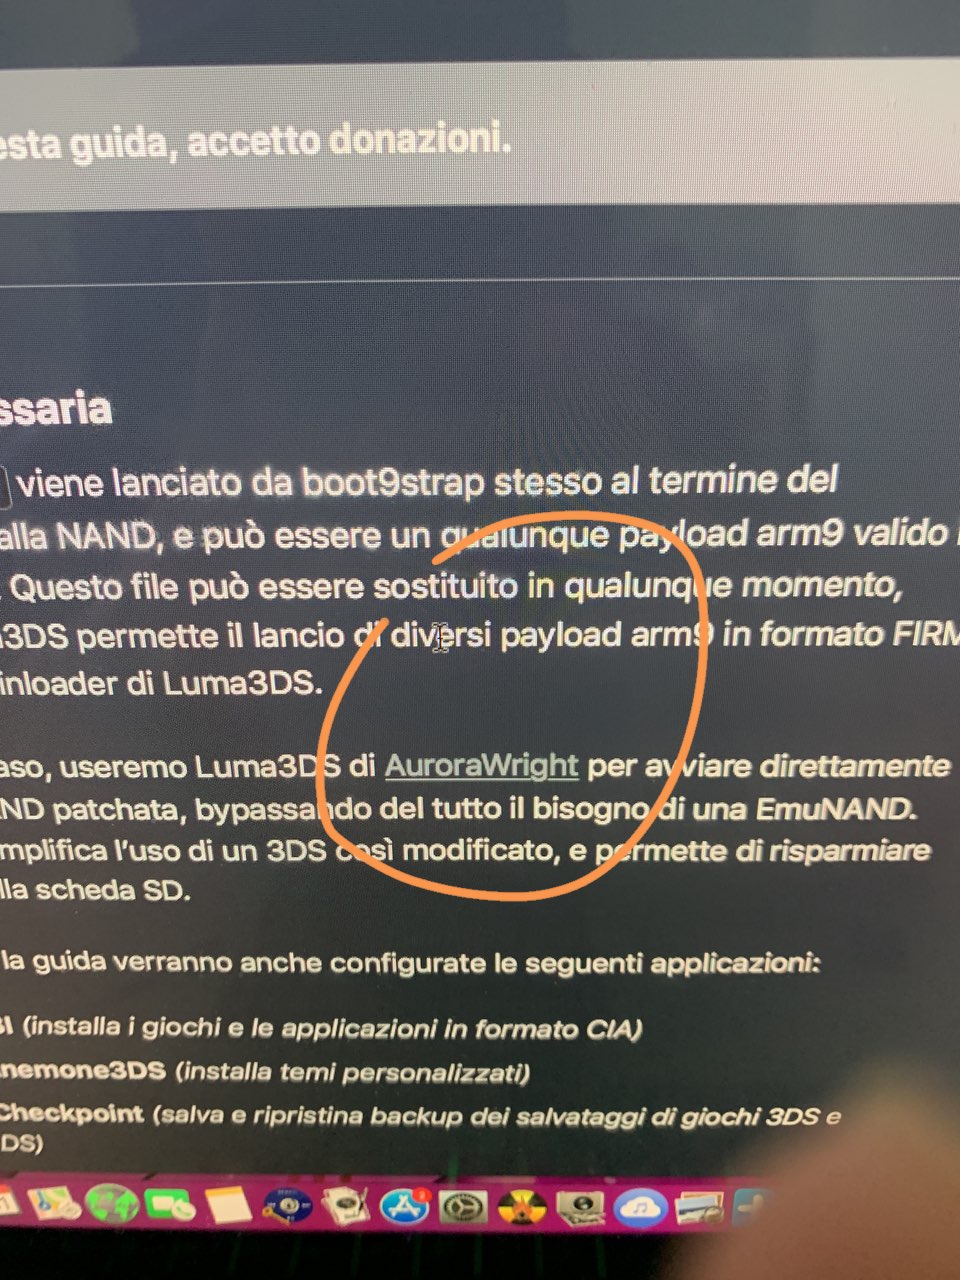 esta guida, accetto donazioni.
ssaria
viene lanciato da boot9strap stesso al termine del
alla NAND, e può essere un qualunque payload arm9 valido
. Questo file può essere sostituito in qualunque momento,
a3DS permette il lancio di diversi payload arm9 in formato FIRM
inloader di Luma3DS.
aso, useremo Luma3DS di AuroraWright per avviare direttamente
ND patchata, bypassando del tutto il bisogno di una EmuNAND.
mplifica l'uso di un 3DS così modificato, e permette di risparmiare
lla scheda SD.
la guida verranno anche configurate le seguenti applicazioni:
BI (installa i giochi e le applicazioni in formato CIA)
nemone3DS (installa temi personalizzati)
Checkpoint (salva e ripristina backup dei salvataggi di giochi 3DS e
DS)